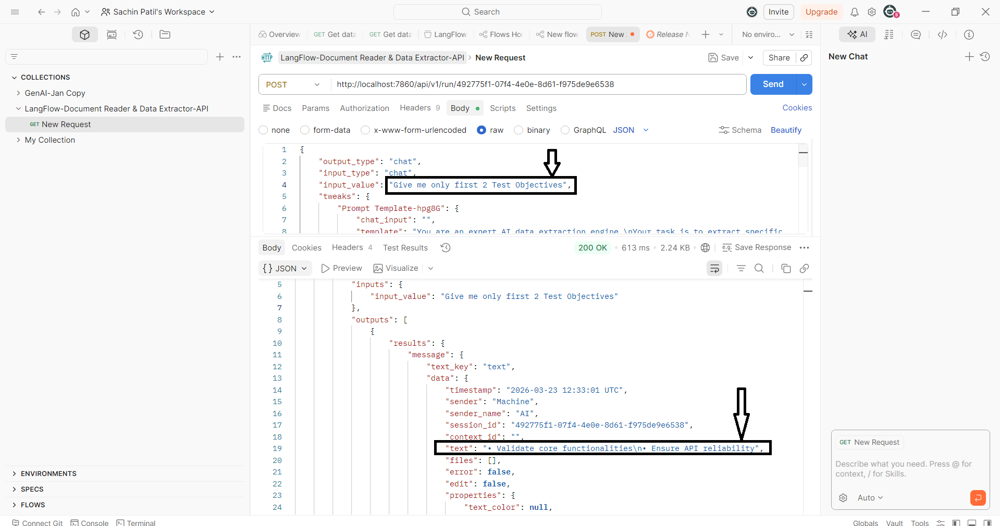 Sachin Patil's Workspace
Search
Invite
Upgrade
Overview
GET Get data
GET Get data
LangFlow
Flows Ho
New flow
POST New
Release N
No enviro...
AI
LangFlow-Document Reader & Data Extractor-API
New Request
Save
Share
New Chat
COLLECTIONS
GenAI-Jan Copy
LangFlow-Document Reader & Data Extractor-API
GET New Request
My Collection
POST
http://localhost:7860/api/v1/run/492775f1-07f4-4e0e-8d61-f975de9e6538
Send
Docs
Params
Authorization
Headers 9
Body
Scripts
Settings
Cookies
none
form-data
x-www-form-urlencoded
raw
binary
GraphQL
JSON
Schema
Beautify
1 {
2 "output_type": "chat",
3 "input_type": "chat",
4 "input_value": "Give me only first 2 Test Objectives",
5 "tweaks": {
6 "Prompt Template-hpg8G": {
7 "chat_input": "",
8 "template": "You are an expert AI data extraction engine.\nYour task is to extract specific
Body
Cookies
Headers 4
Test Results
200 OK
613 ms
2.24 KB
e.g. Save Response
{} JSON
Preview
Visualize
5 "inputs": {
6 "input_value": "Give me only first 2 Test Objectives"
7 },
8 "outputs": [
9 {
10 "results": {
11 "message": {
12 "text_key": "text",
13 "data": {
14 "timestamp": "2026-03-23 12:33:01 UTC",
15 "sender": "Machine",
16 "sender_name": "AI",
17 "session_id": "492775f1-07f4-4e0e-8d61-f975de9e6538",
18 "context_id": "",
19 "text": "• Validate core functionalities\n• Ensure API reliability",
20 "files": [],
21 "error": false,
22 "edit": false,
23 "properties": {
24 "text_color": null,
GET New Request
Describe what you need. Press @ for
context, / for Skills.
Auto
ENVIRONMENTS
SPECS
FLOWS
Connect Git
Console
Terminal
Globals
Vault
Tools